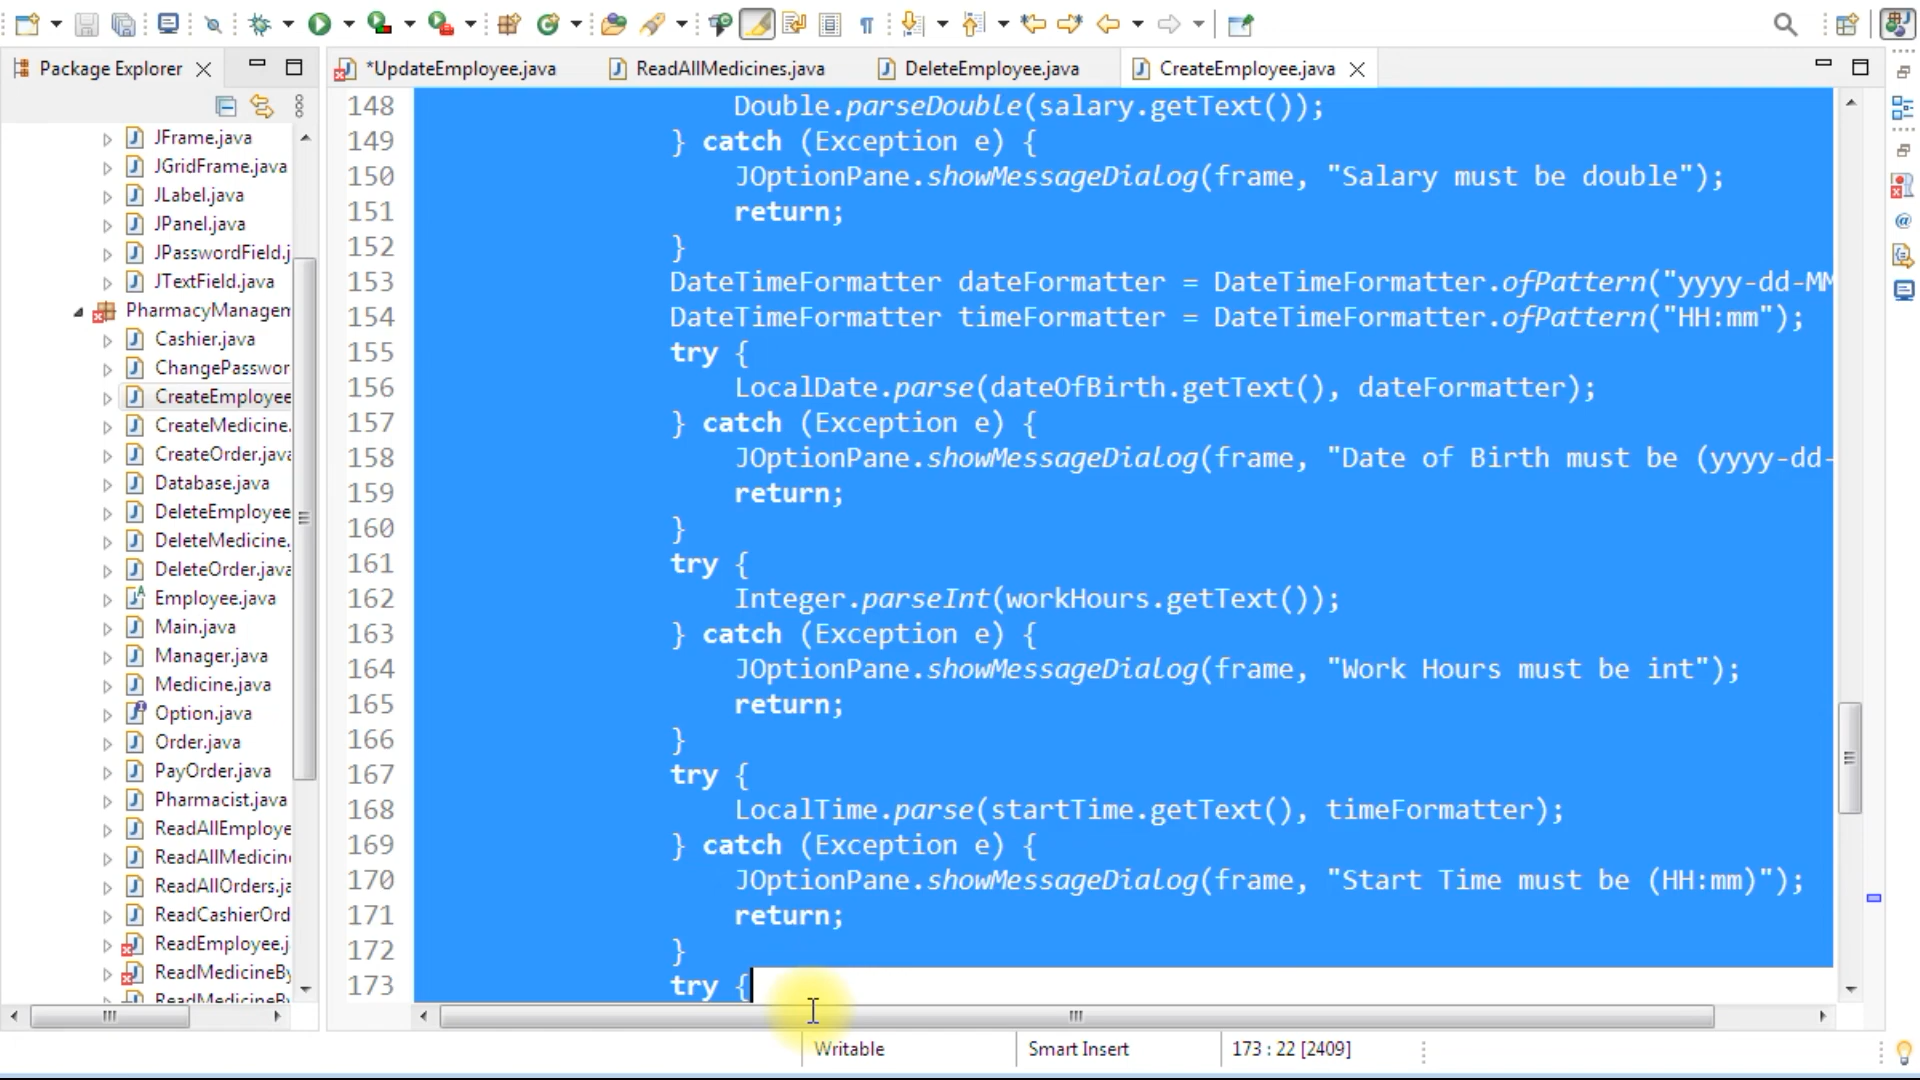 Package Explorer
*UpdateEmployee.java
ReadAllMedicines.java
DeleteEmployee.java
CreateEmployee.java
JFrame.java
JGridFrame.java
JLabel.java
JPanel.java
JPasswordField.j
JTextField.java
PharmacyManagem
Cashier.java
ChangePasswor
CreateEmployee
CreateMedicine.
CreateOrder.java
Database.java
DeleteEmployee
DeleteMedicine.
DeleteOrder.java
Employee.java
Main.java
Manager.java
Medicine.java
Option.java
Order.java
PayOrder.java
Pharmacist.java
ReadAllEmploye
ReadAllMedicin
ReadAllOrders.ja
ReadCashierOrd
ReadEmployee.j
ReadMedicineBy
ReadMedicineBy
148 Double.parseDouble(salary.getText());
149 } catch (Exception e) {
150 JOptionPane.showMessageDialog(frame, "Salary must be double");
151 return;
152 }
153 DateTimeFormatter dateFormatter = DateTimeFormatter.ofPattern("yyyy-dd-MM
154 DateTimeFormatter timeFormatter = DateTimeFormatter.ofPattern("HH:mm");
155 try {
156 LocalDate.parse(dateOfBirth.getText(), dateFormatter);
157 } catch (Exception e) {
158 JOptionPane.showMessageDialog(frame, "Date of Birth must be (yyyy-dd-
159 return;
160 }
161 try {
162 Integer.parseInt(workHours.getText());
163 } catch (Exception e) {
164 JOptionPane.showMessageDialog(frame, "Work Hours must be int");
165 return;
166 }
167 try {
168 LocalTime.parse(startTime.getText(), timeFormatter);
169 } catch (Exception e) {
170 JOptionPane.showMessageDialog(frame, "Start Time must be (HH:mm)");
171 return;
172 }
173 try {
Writable
Smart Insert
173 : 22 [2409]